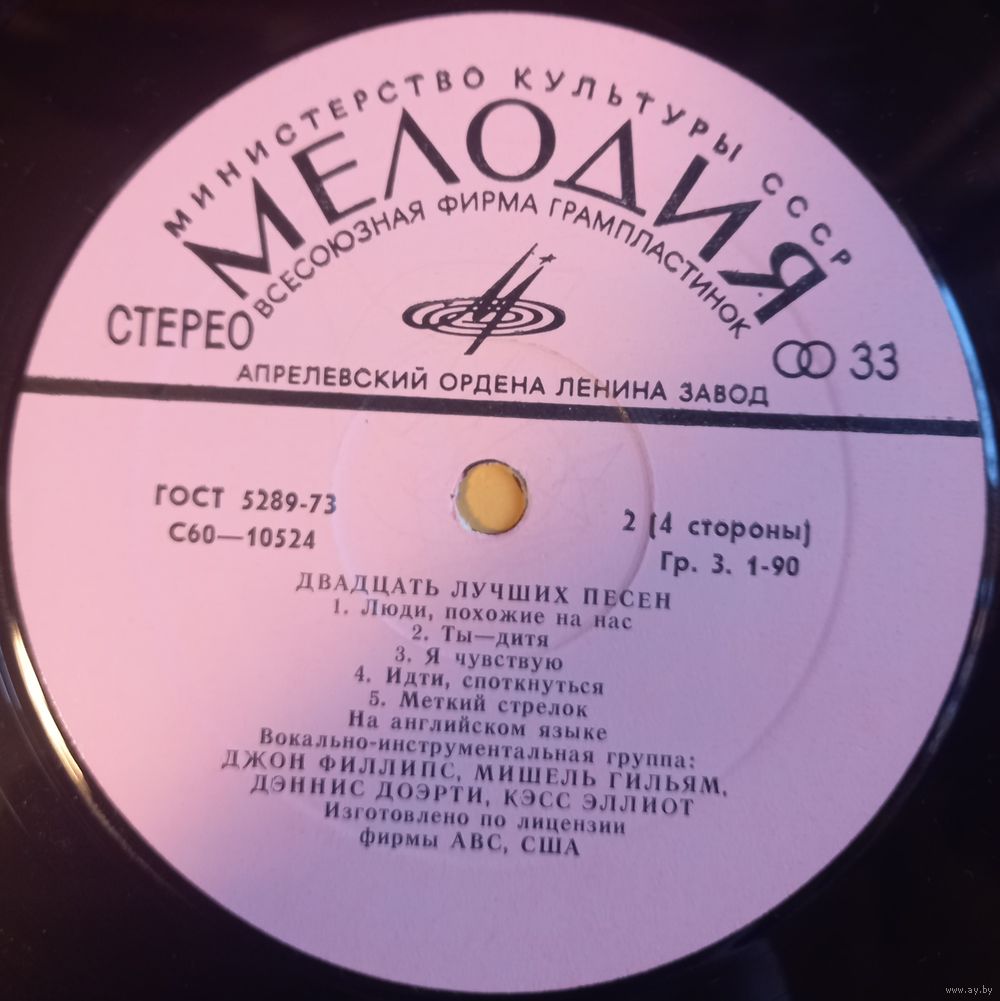 МИНИСТЕРСТВО КУЛЬТУРЫ СССР
МЕЛОДИЯ
ВСЕСОЮЗНАЯ ФИРМА ГРАМПЛАСТИНОК
СТЕРЕО
33
АПРЕЛЕВСКИЙ ОРДЕНА ЛЕНИНА ЗАВОД
ГОСТ 5289-73
С60—10524
2 (4 стороны)
Гр. 3. 1-90
ДВАДЦАТЬ ЛУЧШИХ ПЕСЕН
1. Люди, похожие на нас
2. Ты—дитя
3. Я чувствую
4. Идти, споткнуться
5. Меткий стрелок
На английском языке
Вокально-инструментальная группа:
ДЖОН ФИЛЛИПС, МИШЕЛЬ ГИЛЬЯМ,
ДЭННИС ДОЭРТИ, КЭСС ЭЛЛИОТ
Изготовлено по лицензии
фирмы АВС, США
www.ay.by